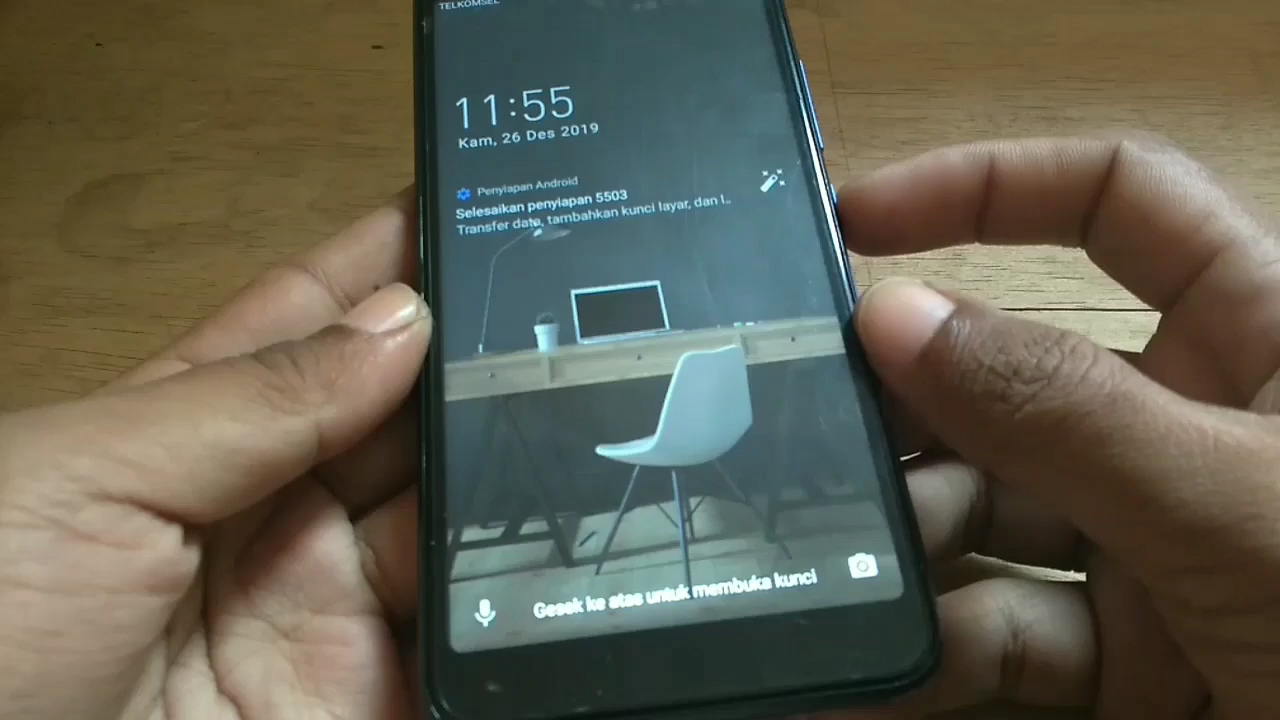 TELKOMSEL
11:55
Kam, 26 Des 2019
Penyiapan Android
Selesaikan penyiapan 5503
Transfer data, tambahkan kunci layar, dan l..
Gesek ke atas untuk membuka kunci